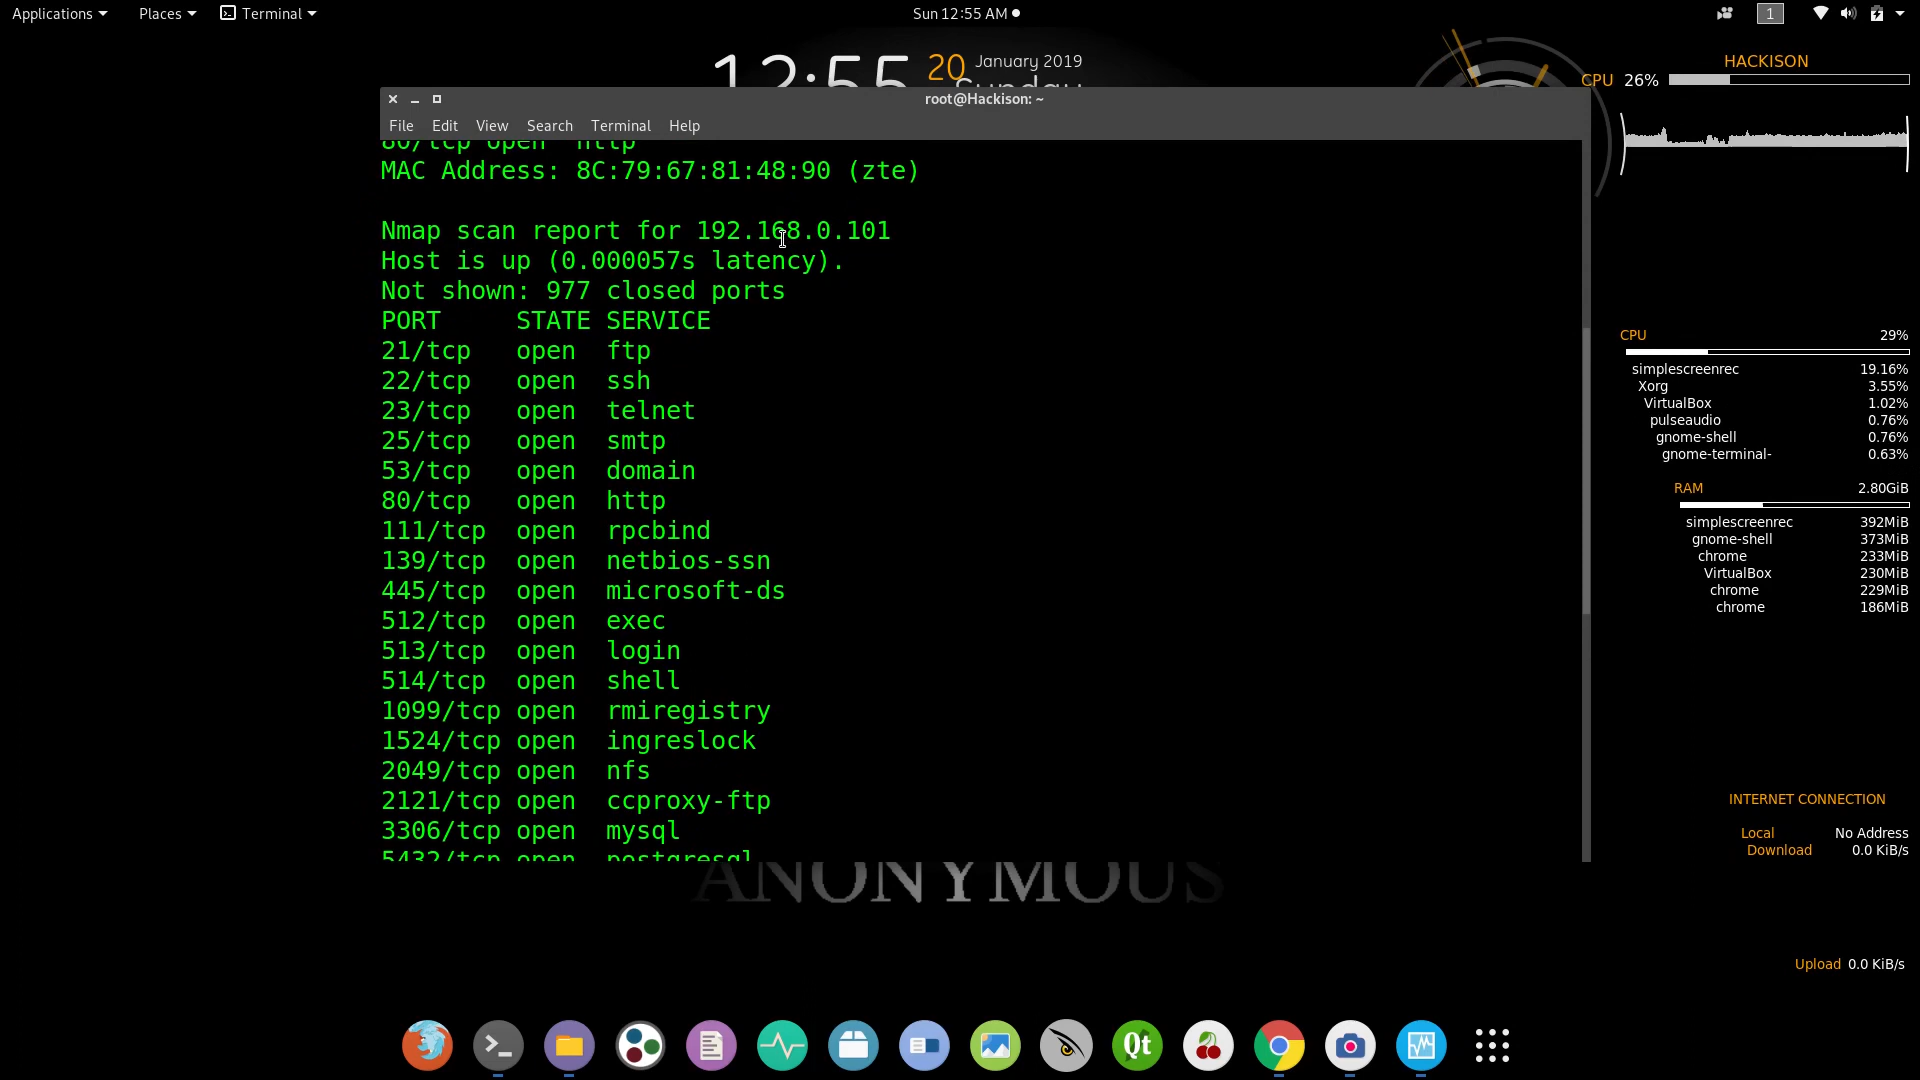 Applications Places Terminal Sun 12:55 AM 1
12:55 20 January 2019
Sunday
HACKISON
CPU 26%
root@Hackison: ~
File Edit View Search Terminal Help
80/tcp open  http
MAC Address: 8C:79:67:81:48:90 (zte)
Nmap scan report for 192.168.0.101
Host is up (0.000057s latency).
Not shown: 977 closed ports
PORT     STATE SERVICE
21/tcp   open  ftp
22/tcp   open  ssh
23/tcp   open  telnet
25/tcp   open  smtp
53/tcp   open  domain
80/tcp   open  http
111/tcp  open  rpcbind
139/tcp  open  netbios-ssn
445/tcp  open  microsoft-ds
512/tcp  open  exec
513/tcp  open  login
514/tcp  open  shell
1099/tcp open  rmiregistry
1524/tcp open  ingreslock
2049/tcp open  nfs
2121/tcp open  ccproxy-ftp
3306/tcp open  mysql
5432/tcp open  postgresql
CPU 29%
simplescreenrec 19.16%
Xorg 3.55%
VirtualBox 1.02%
pulseaudio 0.76%
gnome-shell 0.76%
gnome-terminal- 0.63%
RAM 2.80GiB
simplescreenrec 392MiB
gnome-shell 373MiB
chrome 233MiB
VirtualBox 230MiB
chrome 229MiB
chrome 186MiB
INTERNET CONNECTION
Local No Address
Download 0.0 KiB/s
Upload 0.0 KiB/s
ANONYMOUS
Qt